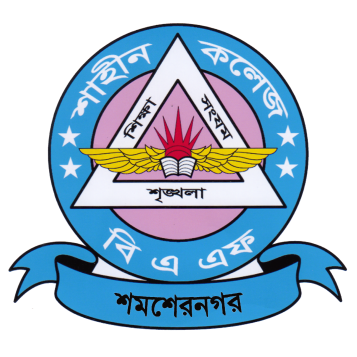 শাহীন কলেজ
শিক্ষা
সংযম
শৃঙ্খলা
বি এ এফ
শমশেরনগর